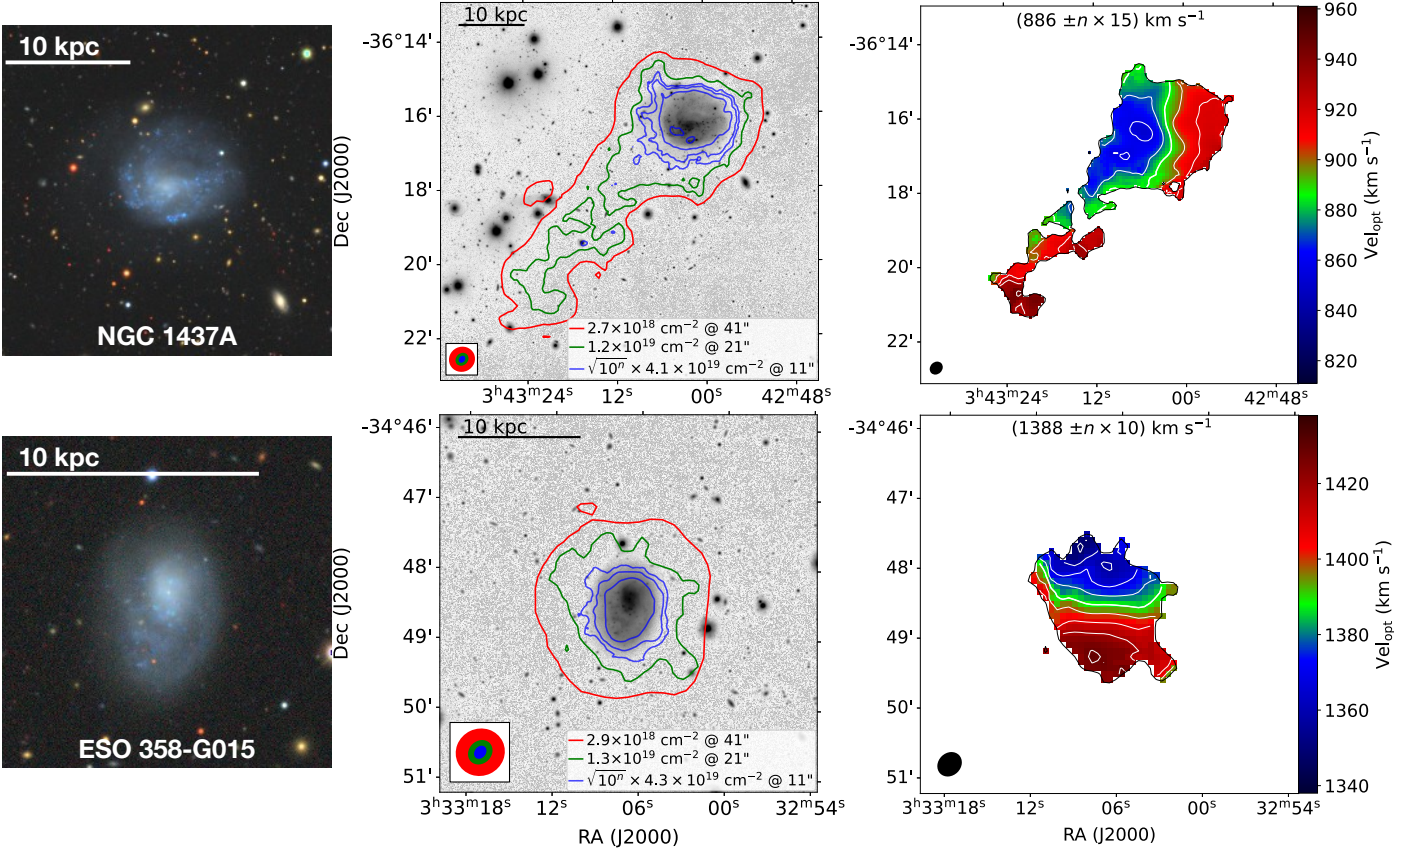 10 kpc
NGC 1437A
10 kpc
Dec (J2000)
-36°14'
16'
18'
20'
22'
2.7×10¹⁸ cm⁻² @ 41"
1.2×10¹⁹ cm⁻² @ 21"
√10ⁿ × 4.1 × 10¹⁹ cm⁻² @ 11"
3ʰ43ᵐ24ˢ 12ˢ 00ˢ 42ᵐ48ˢ
(886 ±n × 15) km s⁻¹
-36°14'
16'
18'
20'
22'
3ʰ43ᵐ24ˢ 12ˢ 00ˢ 42ᵐ48ˢ
960
940
920
900
880
860
840
820
Vel_opt (km s⁻¹)
10 kpc
ESO 358-G015
10 kpc
Dec (J2000)
-34°46'
47'
48'
49'
50'
51'
2.9×10¹⁸ cm⁻² @ 41"
1.3×10¹⁹ cm⁻² @ 21"
√10ⁿ × 4.3 × 10¹⁹ cm⁻² @ 11"
3ʰ33ᵐ18ˢ 12ˢ 06ˢ 00ˢ 32ᵐ54ˢ
RA (J2000)
(1388 ±n × 10) km s⁻¹
-34°46'
47'
48'
49'
50'
51'
3ʰ33ᵐ18ˢ 12ˢ 06ˢ 00ˢ 32ᵐ54ˢ
RA (J2000)
1420
1400
1380
1360
1340
Vel_opt (km s⁻¹)